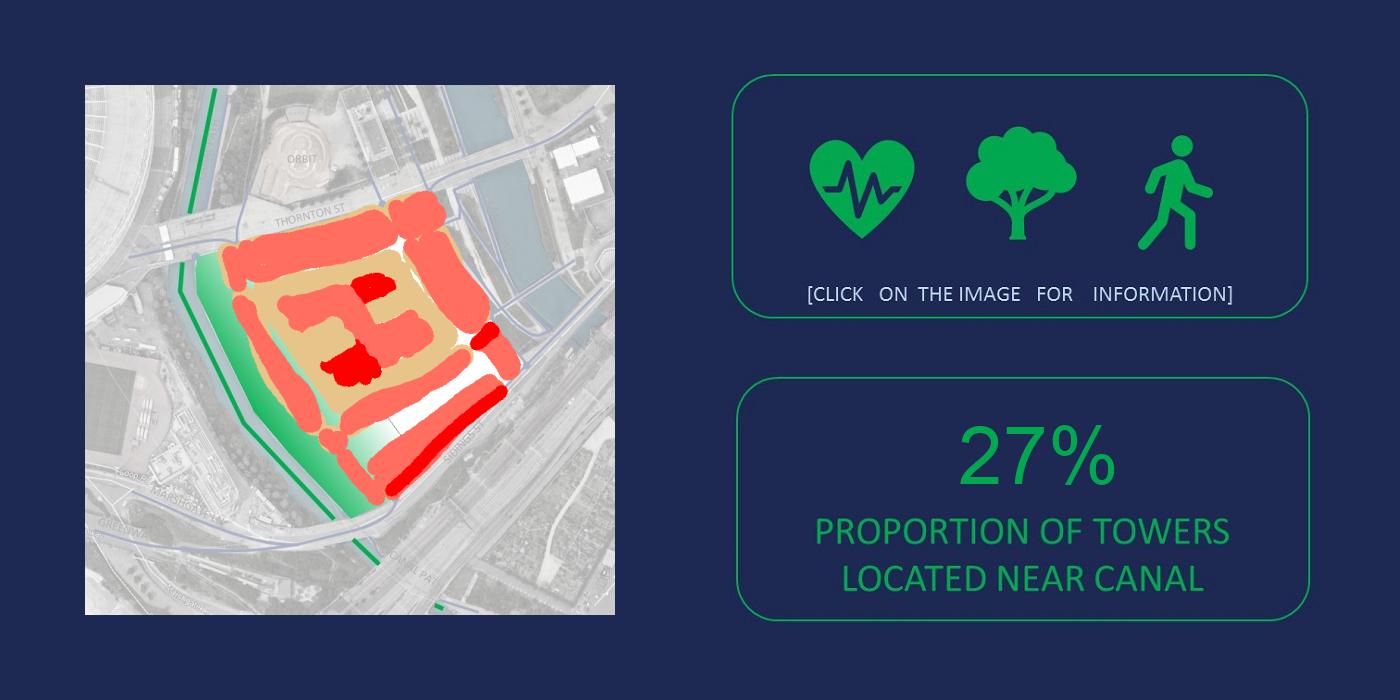 ORBIT
THORNTON ST
[CLICK ON THE IMAGE FOR INFORMATION]
27%
PROPORTION OF TOWERS
LOCATED NEAR CANAL